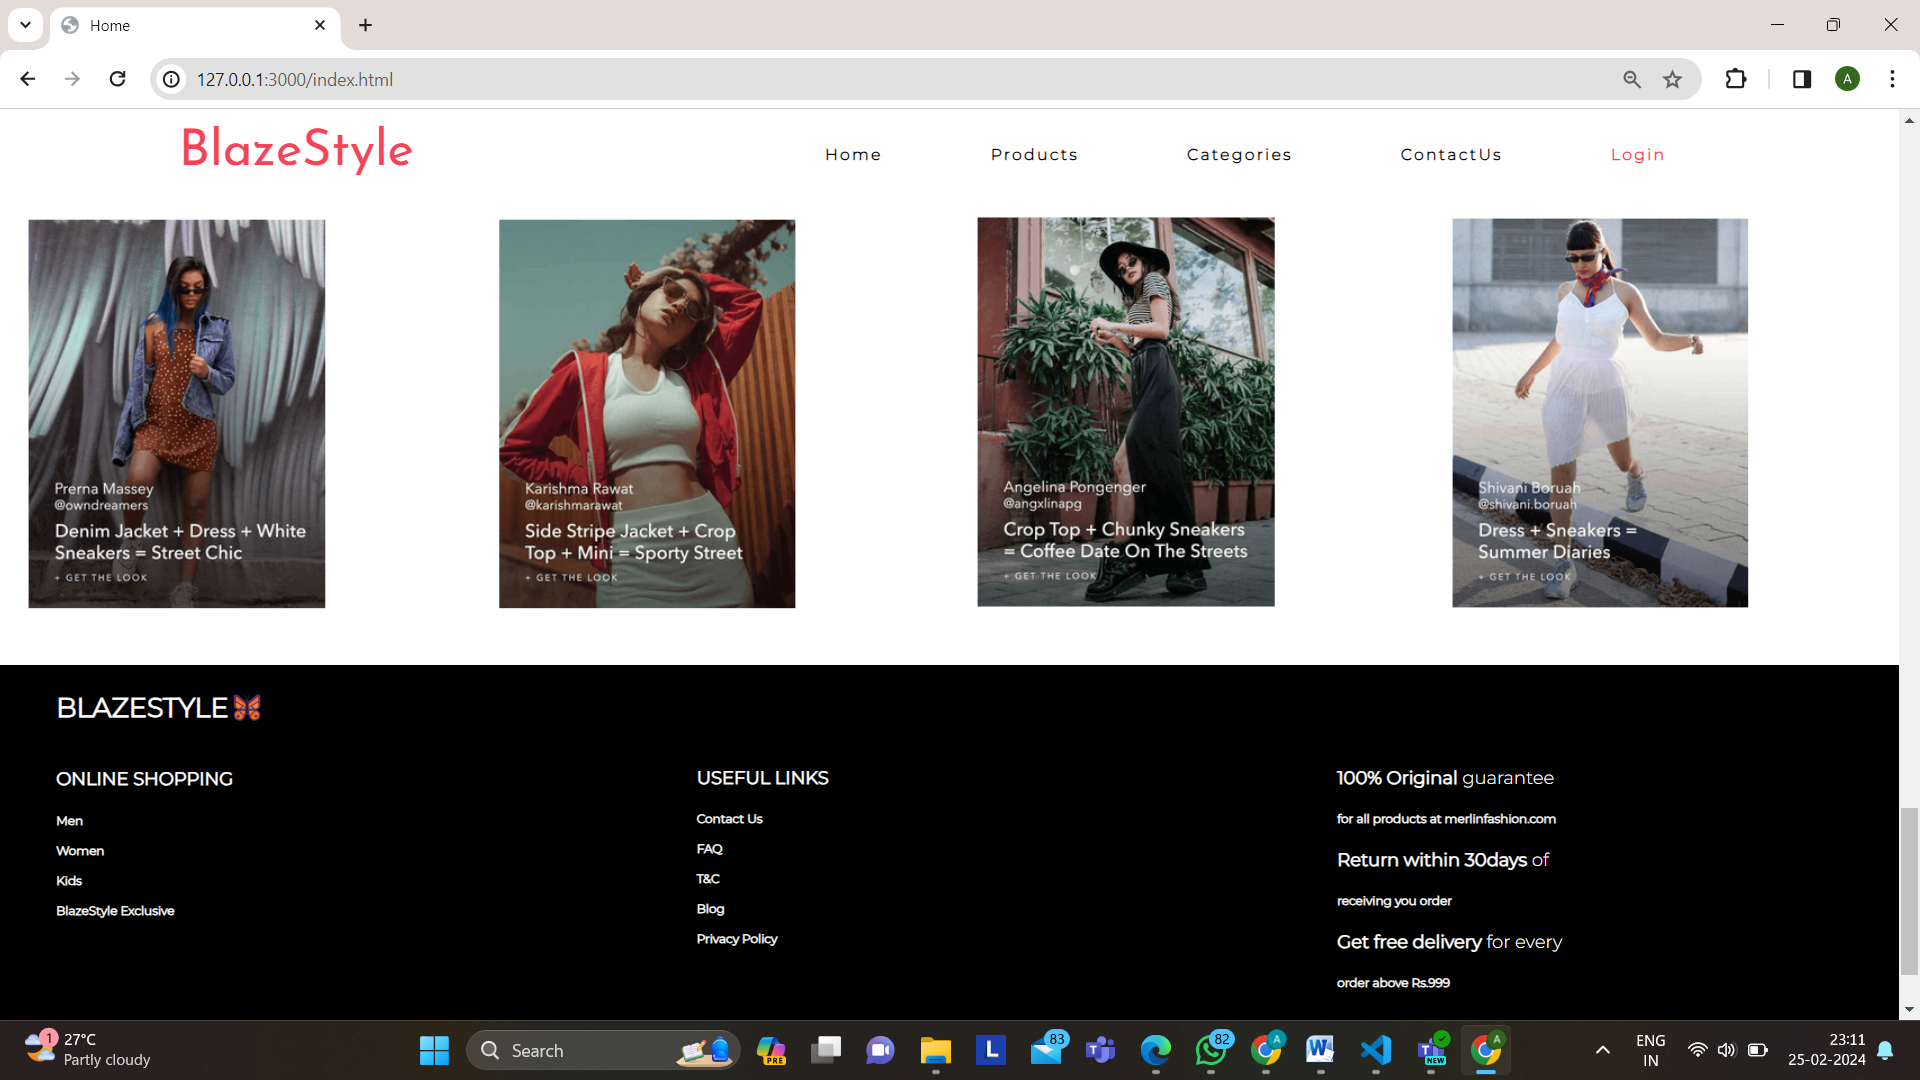 Home
127.0.0.1:3000/index.html
A
BlazeStyle
Home
Products
Categories
ContactUs
Login
Prerna Massey
@owndreamers
Denim Jacket + Dress + White
Sneakers = Street Chic
+ GET THE LOOK
Karishma Rawat
@karishmarawat
Side Stripe Jacket + Crop
Top + Mini = Sporty Street
+ GET THE LOOK
Angelina Pongenger
@angxlinapg
Crop Top + Chunky Sneakers
= Coffee Date On The Streets
+ GET THE LOOK
Shivani Boruah
@shivani.boruah
Dress + Sneakers =
Summer Diaries
+ GET THE LOOK
BLAZESTYLE
ONLINE SHOPPING
Men
Women
Kids
BlazeStyle Exclusive
USEFUL LINKS
Contact Us
FAQ
T&C
Blog
Privacy Policy
100% Original guarantee
for all products at merlinfashion.com
Return within 30days of
receiving you order
Get free delivery for every
order above Rs.999
1
27°C
Partly cloudy
Search
PRE
L
83
82
A
W
NEW
A
ENG
IN
23:11
25-02-2024